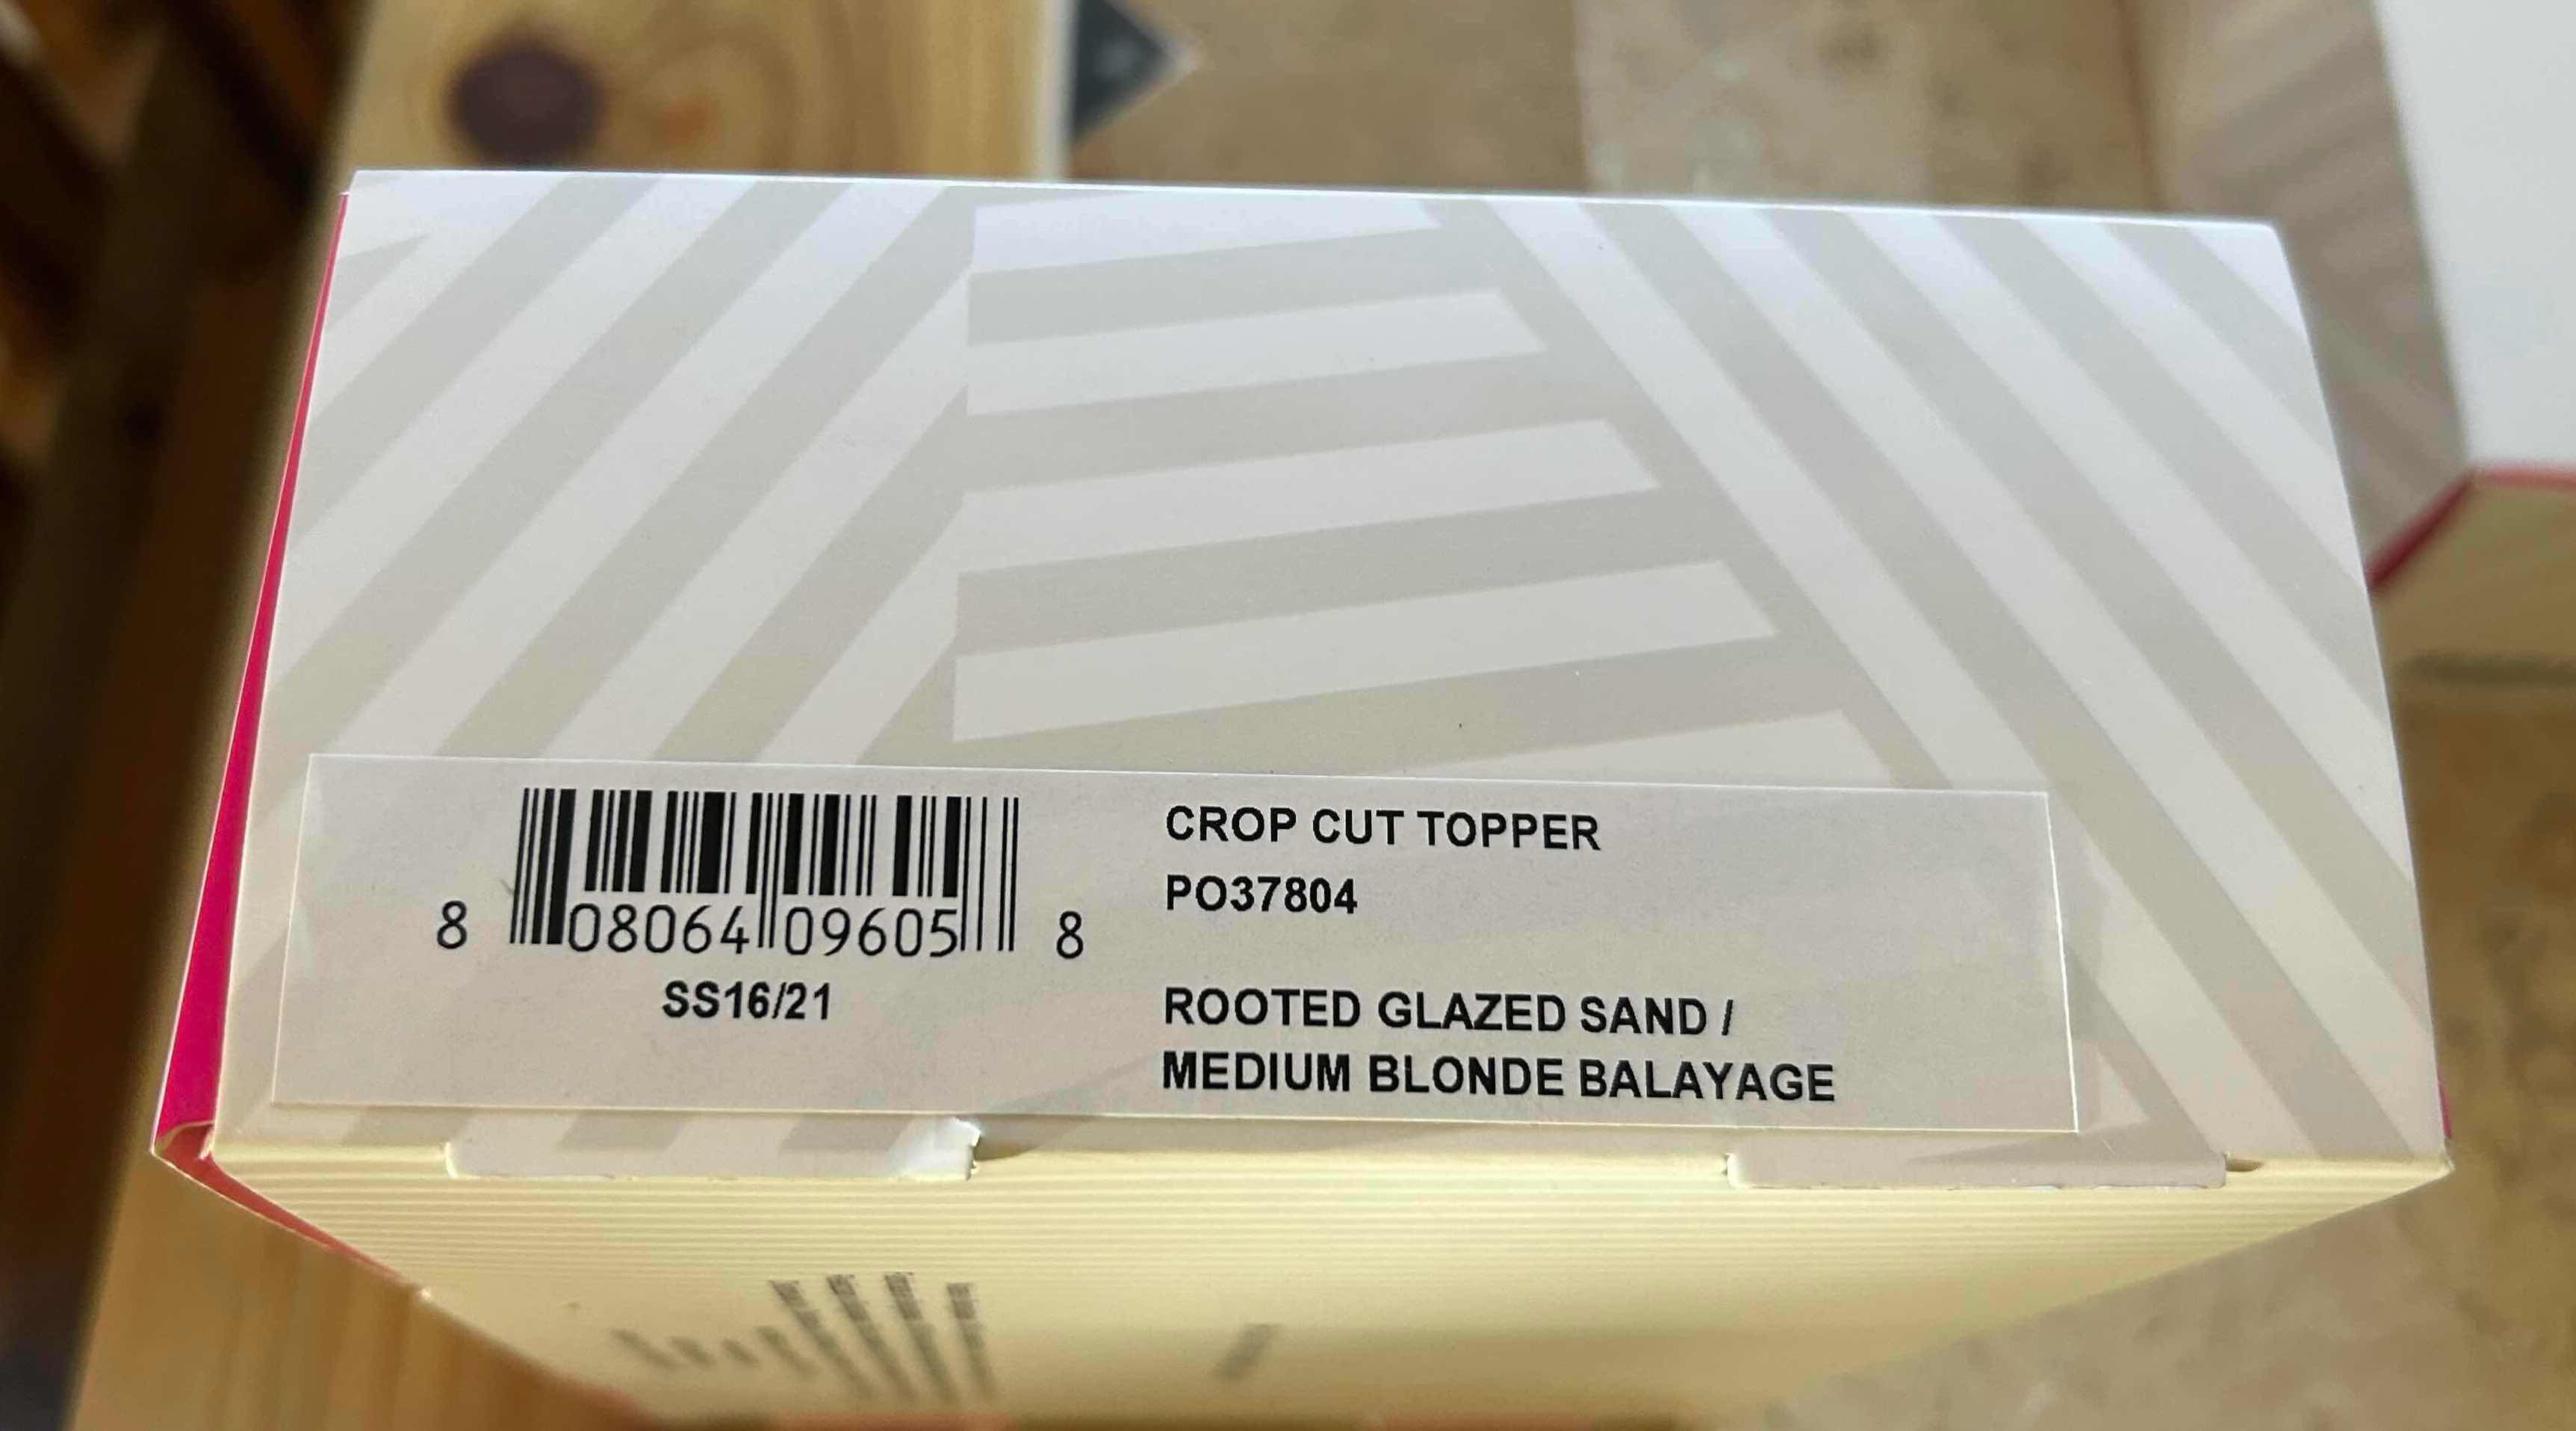 8 08064 09605 8
SS16/21
CROP CUT TOPPER
PO37804
ROOTED GLAZED SAND /
MEDIUM BLONDE BALAYAGE